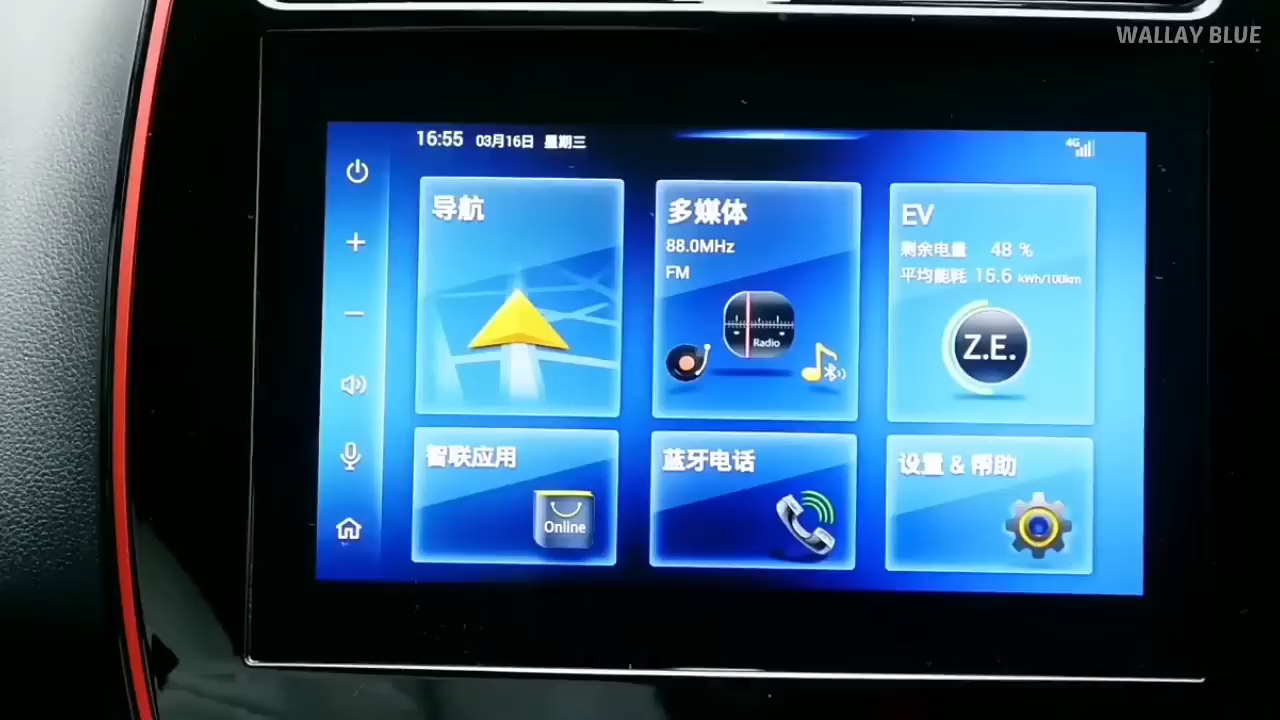 WALLAY BLUE
16:55 03月16日 星期三
4G
导航
多媒体
88.0MHz
FM
Radio
EV
剩余电量 48 %
平均能耗 15.6 kWh/100km
Z.E.
智联应用
Online
蓝牙电话
设置 & 帮助